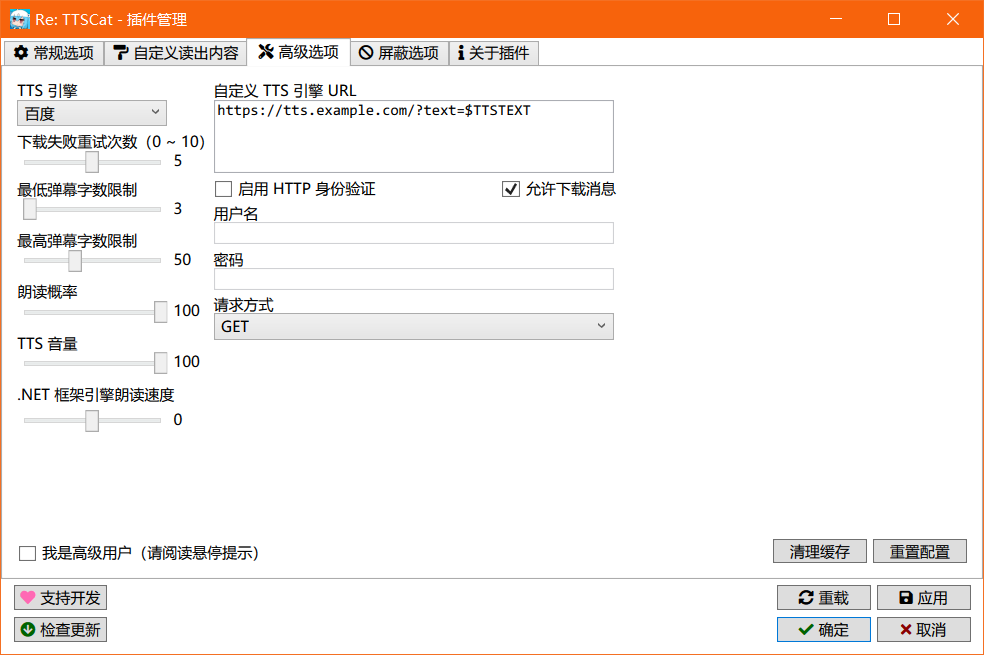 Re: TTSCat - 插件管理
常规选项 自定义读出内容 高级选项 屏蔽选项 关于插件
TTS 引擎
百度
下载失败重试次数（0 ~ 10）
5
最低弹幕字数限制
3
最高弹幕字数限制
50
朗读概率
100
TTS 音量
100
.NET 框架引擎朗读速度
0
自定义 TTS 引擎 URL
https://tts.example.com/?text=$TTSTEXT
启用 HTTP 身份验证 允许下载消息
用户名
密码
请求方式
GET
我是高级用户（请阅读悬停提示）
清理缓存 重置配置
支持开发 重载 应用
检查更新 确定 取消